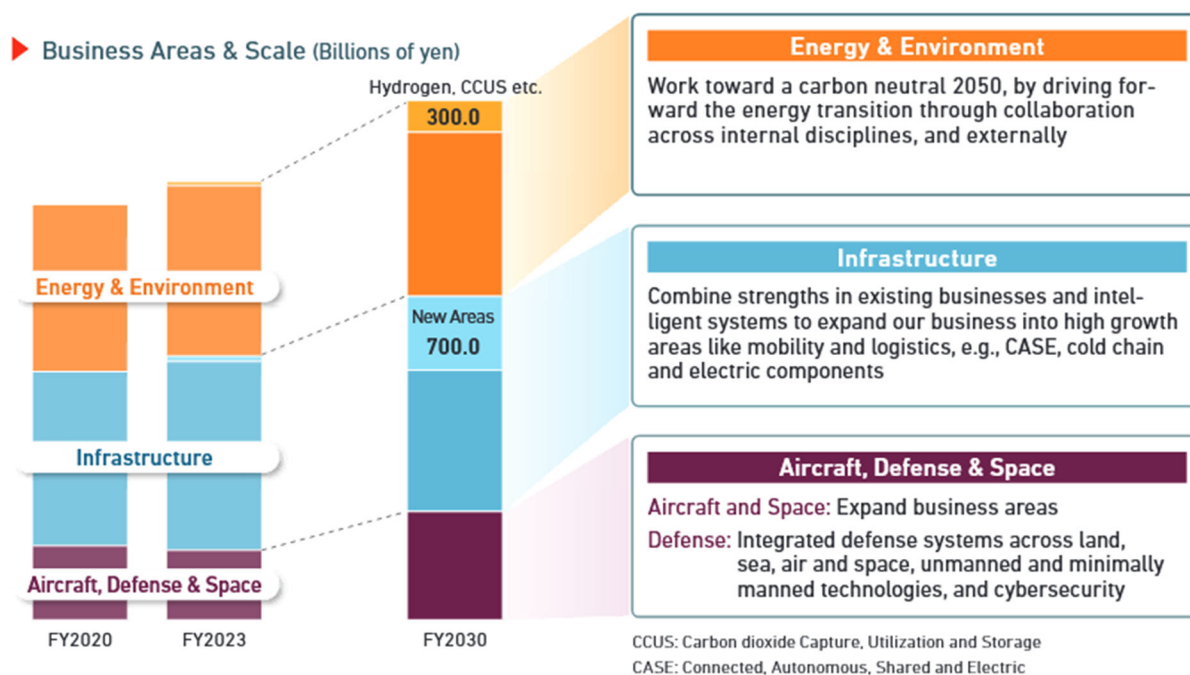 Business Areas & Scale (Billions of yen)
Hydrogen, CCUS etc.
300.0
New Areas
700.0
Energy & Environment
Infrastructure
Aircraft, Defense & Space
FY2020
FY2023
FY2030
Energy & Environment
Work toward a carbon neutral 2050, by driving for-
ward the energy transition through collaboration
across internal disciplines, and externally
Infrastructure
Combine strengths in existing businesses and intel-
ligent systems to expand our business into high growth
areas like mobility and logistics, e.g., CASE, cold chain
and electric components
Aircraft, Defense & Space
Aircraft and Space: Expand business areas
Defense: Integrated defense systems across land,
sea, air and space, unmanned and minimally
manned technologies, and cybersecurity
CCUS: Carbon dioxide Capture, Utilization and Storage
CASE: Connected, Autonomous, Shared and Electric